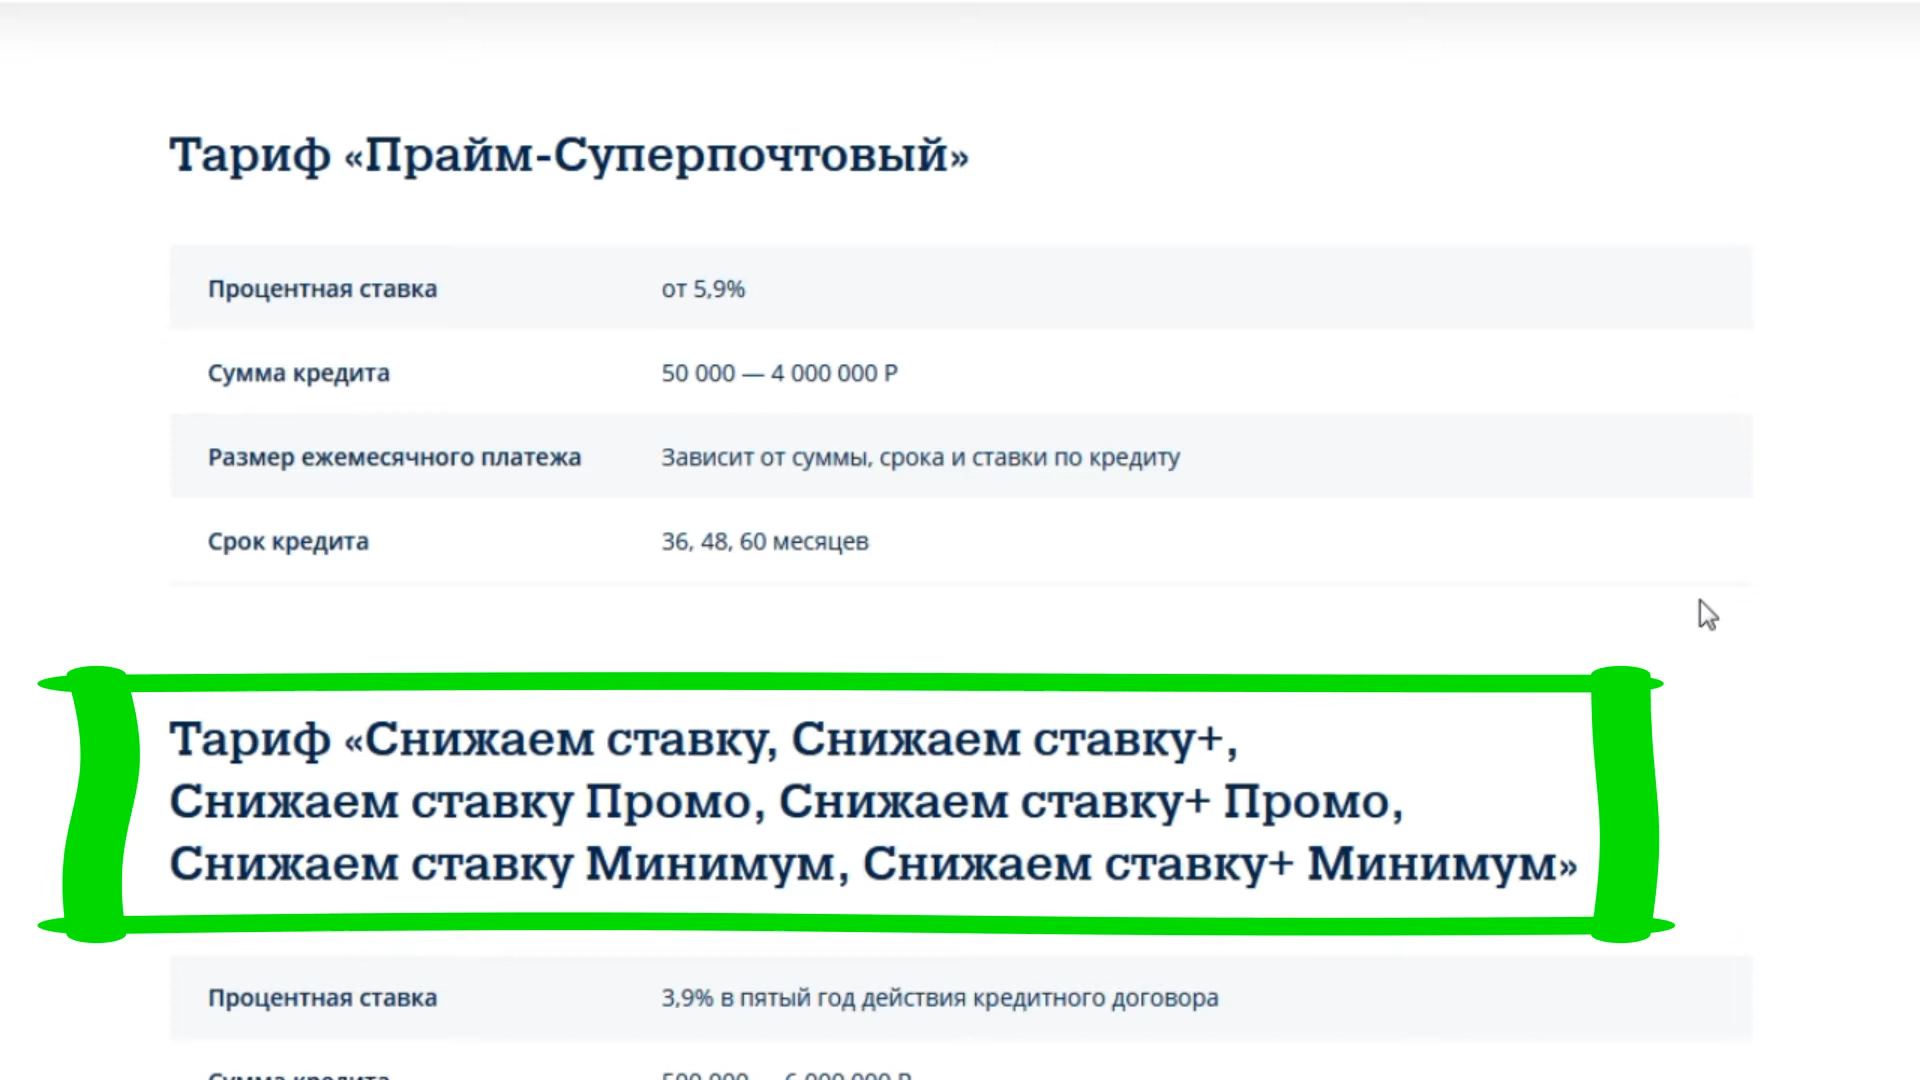 Тариф «Прайм-Суперпочтовый»
Процентная ставка от 5,9%
Сумма кредита 50 000 — 4 000 000 Р
Размер ежемесячного платежа Зависит от суммы, срока и ставки по кредиту
Срок кредита 36, 48, 60 месяцев
Тариф «Снижаем ставку, Снижаем ставку+,
Снижаем ставку Промо, Снижаем ставку+ Промо,
Снижаем ставку Минимум, Снижаем ставку+ Минимум»
Процентная ставка 3,9% в пятый год действия кредитного договора
Сумма кредита